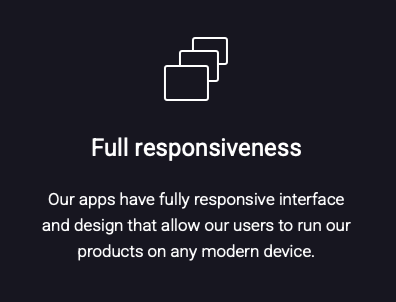 Full responsiveness
Our apps have fully responsive interface
and design that allow our users to run our
products on any modern device.